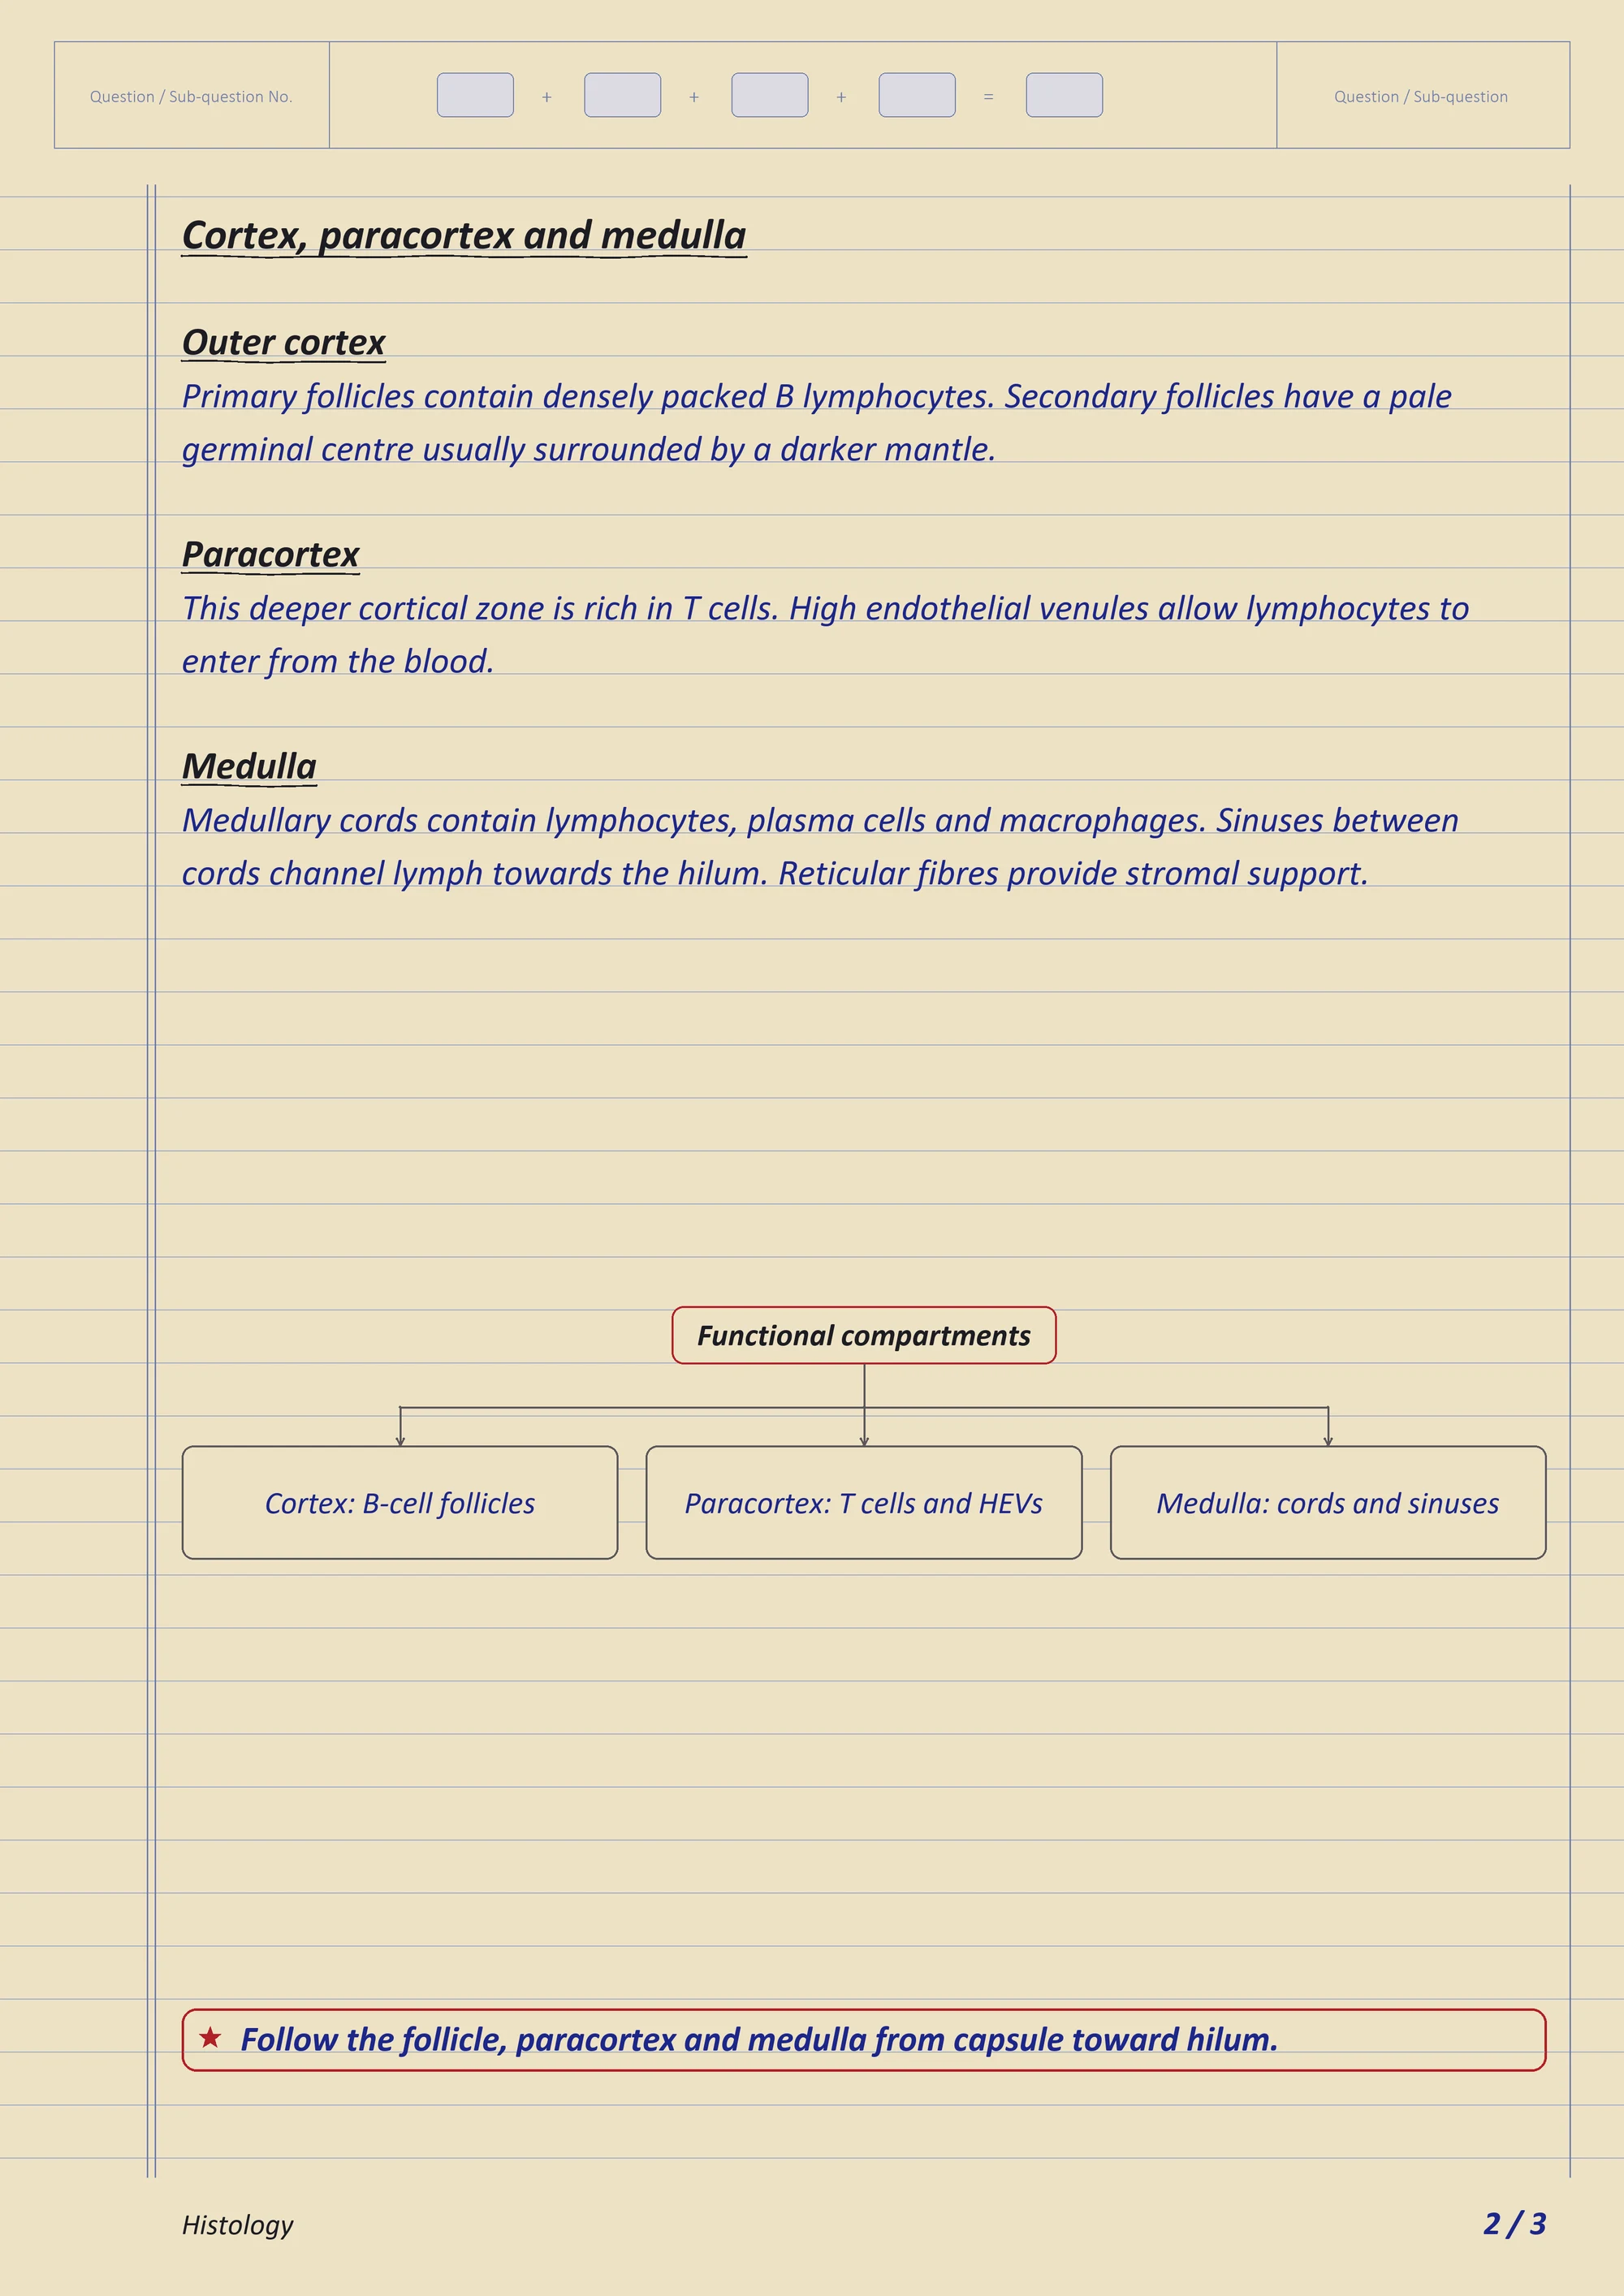 Question / Sub-question No.
+ + + =
Question / Sub-question
Cortex, paracortex and medulla
Outer cortex
Primary follicles contain densely packed B lymphocytes. Secondary follicles have a pale
germinal centre usually surrounded by a darker mantle.
Paracortex
This deeper cortical zone is rich in T cells. High endothelial venules allow lymphocytes to
enter from the blood.
Medulla
Medullary cords contain lymphocytes, plasma cells and macrophages. Sinuses between
cords channel lymph towards the hilum. Reticular fibres provide stromal support.
Functional compartments
Cortex: B-cell follicles
Paracortex: T cells and HEVs
Medulla: cords and sinuses
★ Follow the follicle, paracortex and medulla from capsule toward hilum.
Histology
2 / 3